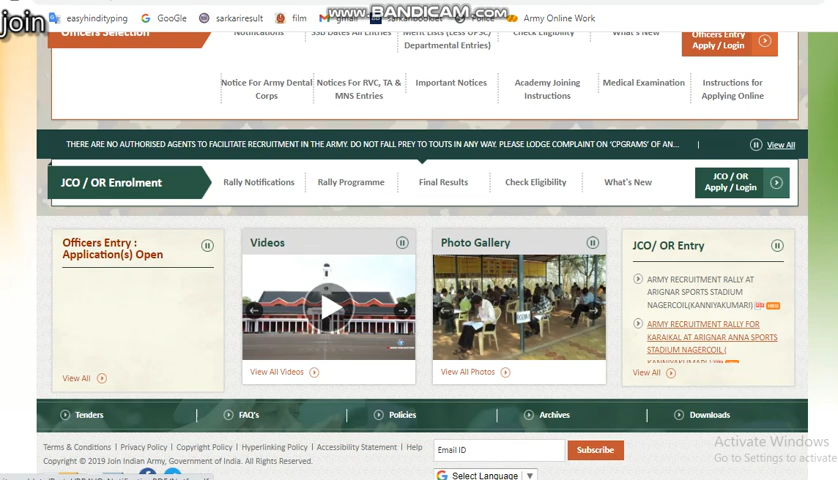 easyhindityping GooGle sarkariresult film gmail sarkaribooklet Police Army Online Work
www.BANDICAM.com
join
Officers Selection
Notifications
SSB Dates All Entries
Merit Lists (Less UPSC)
Departmental Entries)
Check Eligibility
What's New
Officers Entry
Apply / Login
Notice For Army Dental
Corps
Notices For RVC, TA &
MNS Entries
Important Notices
Academy Joining
Instructions
Medical Examination
Instructions for
Applying Online
THERE ARE NO AUTHORISED AGENTS TO FACILITATE RECRUITMENT IN THE ARMY. DO NOT FALL PREY TO TOUTS IN ANY WAY. PLEASE LODGE COMPLAINT ON 'CPGRAMS' OF AN...
View All
JCO / OR Enrolment
Rally Notifications
Rally Programme
Final Results
Check Eligibility
What's New
JCO / OR
Apply / Login
Officers Entry :
Application(s) Open
View All
Videos
View All Videos
Photo Gallery
View All Photos
JCO/ OR Entry
ARMY RECRUITMENT RALLY AT
ARIGNAR SPORTS STADIUM
NAGERCOIL(KANNIYAKUMARI)
ARMY RECRUITMENT RALLY FOR
KARAIKAL AT ARIGNAR ANNA SPORTS
STADIUM NAGERCOIL (
KANNIYAKUMARI)
View All
Tenders
FAQ's
Policies
Archives
Downloads
Terms & Conditions | Privacy Policy | Copyright Policy | Hyperlinking Policy | Accessibility Statement | Help
Copyright © 2019 Join Indian Army, Government of India. All Rights Reserved.
Email ID
Subscribe
G Select Language ▼
Activate Windows
Go to Settings to activate